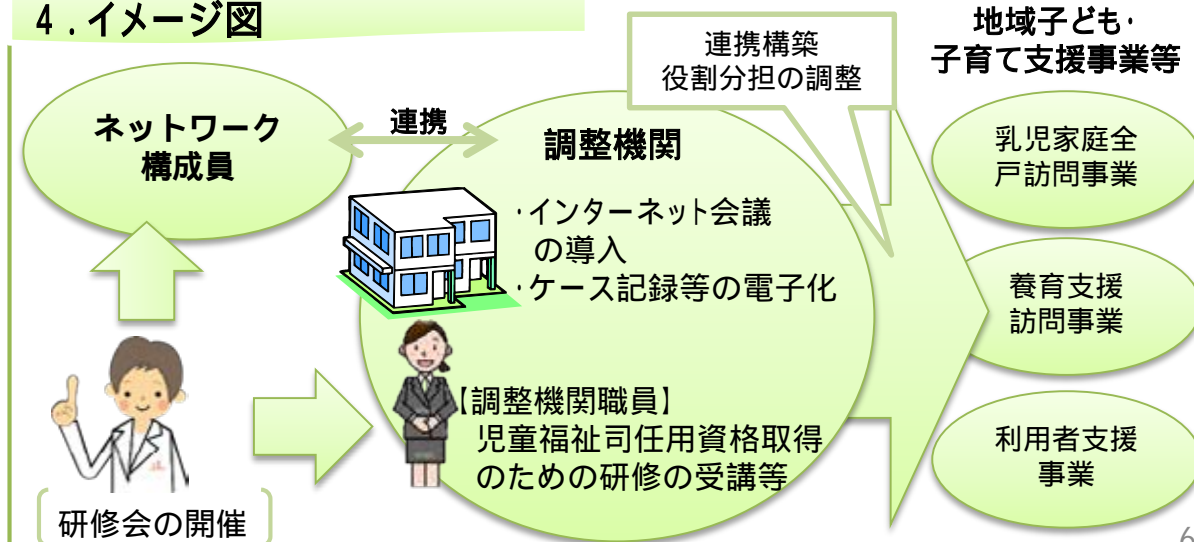 4．イメージ図
ネットワーク
構成員
連携
調整機関
・インターネット会議
の導入
・ケース記録等の電子化
【調整機関職員】
児童福祉司任用資格取得
のための研修の受講等
研修会の開催
連携構築
役割分担の調整
地域子ども・
子育て支援事業等
乳児家庭全
戸訪問事業
養育支援
訪問事業
利用者支援
事業
6